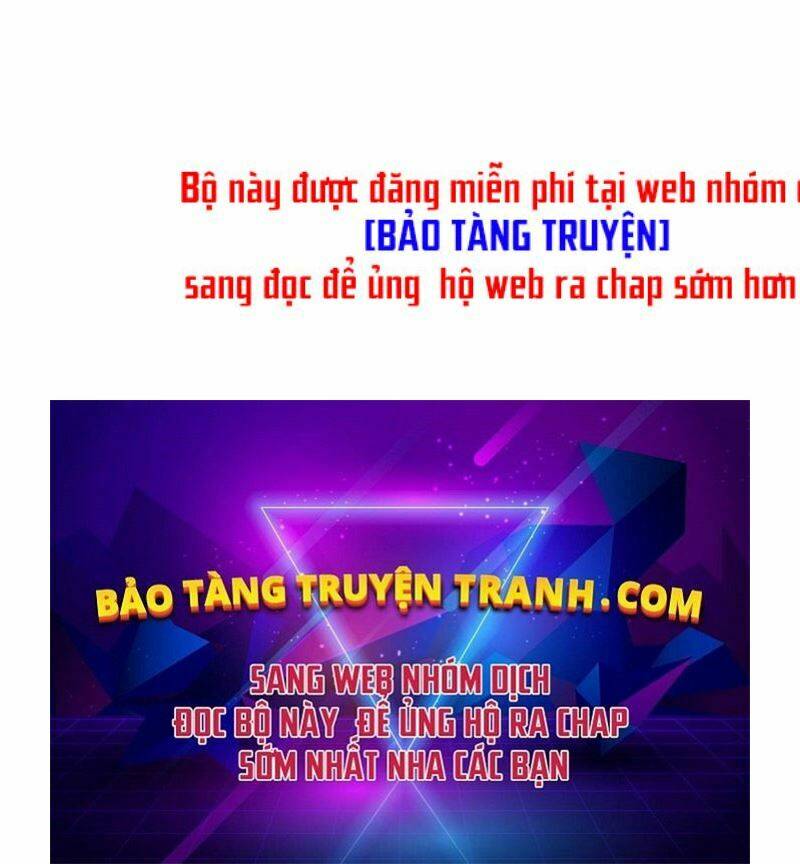 Bộ này được đăng miễn phí tại web nhóm
[BẢO TÀNG TRUYỆN]
sang đọc để ủng hộ web ra chap sớm hơn
BẢO TÀNG TRUYỆN TRANH.COM
SANG WEB NHÓM DỊCH
ĐỌC BỘ NÀY ĐỂ ỦNG HỘ RA CHAP
SỚM NHẤT NHA CÁC BẠN